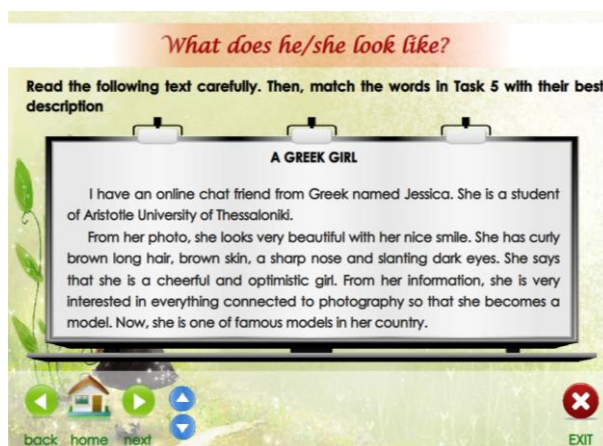 What does he/she look like?
Read the following text carefully. Then, match the words in Task 5 with their best
description
A GREEK GIRL
I have an online chat friend from Greek named Jessica. She is a student
of Aristotle University of Thessaloniki.
From her photo, she looks very beautiful with her nice smile. She has curly
brown long hair, brown skin, a sharp nose and slanting dark eyes. She says
that she is a cheerful and optimistic girl. From her information, she is very
interested in everything connected to photography so that she becomes a
model. Now, she is one of famous models in her country.
back home next
EXIT